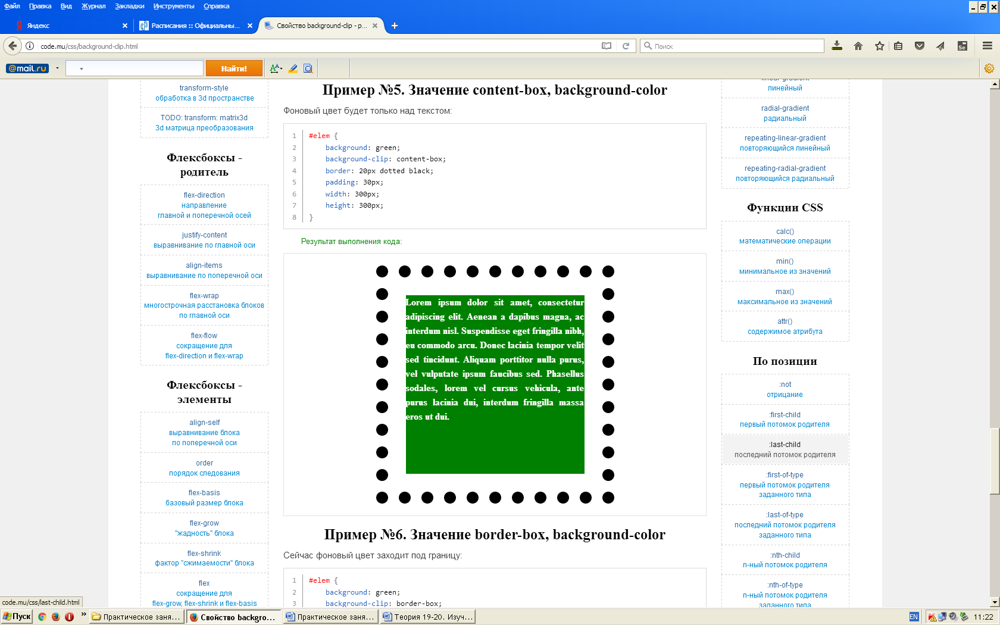 Файл Правка Вид Журнал Закладки Инструменты Справка
Яндекс
Расписания :: Официальны...
Свойство background-clip - р...
code.mu/css/background-clip.html
Поиск
@mail.ru
Найти!
transform-style
обработка в 3d пространстве
TODO: transform: matrix3d
3d матрица преобразования
Флексбоксы -
родитель
flex-direction
направление
главной и поперечной осей
justify-content
выравнивание по главной оси
align-items
выравнивание по поперечной оси
flex-wrap
многострочная расстановка блоков
по главной оси
flex-flow
сокращение для
flex-direction и flex-wrap
Флексбоксы -
элементы
align-self
выравнивание блока
по поперечной оси
order
порядок следования
flex-basis
базовый размер блока
flex-grow
"жадность" блока
flex-shrink
фактор "сжимаемости" блока
flex
сокращение для
flex-grow, flex-shrink и flex-basis
Пример №5. Значение content-box, background-color
Фоновый цвет будет только над текстом:
1 #elem {
2 background: green;
3 background-clip: content-box;
4 border: 20px dotted black;
5 padding: 30px;
6 width: 300px;
7 height: 300px;
8 }
Результат выполнения кода:
Lorem ipsum dolor sit amet, consectetur
adipiscing elit. Aenean a dapibus magna, ac
interdum nisl. Suspendisse eget fringilla nibh,
eu commodo arcu. Donec lacinia tempor velit
sed tincidunt. Aliquam porttitor nulla purus,
vel vulputate ipsum faucibus sed. Phasellus
sodales, lorem vel cursus vehicula, ante
purus lacinia dui, interdum fringilla massa
eros ut dui.
Пример №6. Значение border-box, background-color
Сейчас фоновый цвет заходит под границу:
1 #elem {
2 background: green;
3 background-clip: border-box;
linear-gradient
линейный
radial-gradient
радиальный
repeating-linear-gradient
повторяющийся линейный
repeating-radial-gradient
повторяющийся радиальный
Функции CSS
calc()
математические операции
min()
минимальное из значений
max()
максимальное из значений
attr()
содержимое атрибута
По позиции
:not
отрицание
:first-child
первый потомок родителя
:last-child
последний потомок родителя
:first-of-type
первый потомок родителя
заданного типа
:last-of-type
последний потомок родителя
заданного типа
:nth-child
n-ный потомок родителя
:nth-of-type
n-ный потомок родителя
заданного типа
code.mu/css/last-child.html
Пуск
Практическое заня...
Свойство backgro...
Практическое заня...
Теория 19-20. Изуч...
EN
11:22